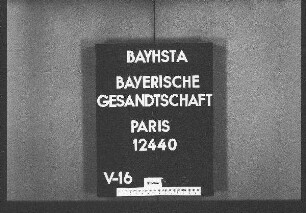 BAYHSTA
BAYERISCHE
GESANDTSCHAFT
PARIS
12440
V-16